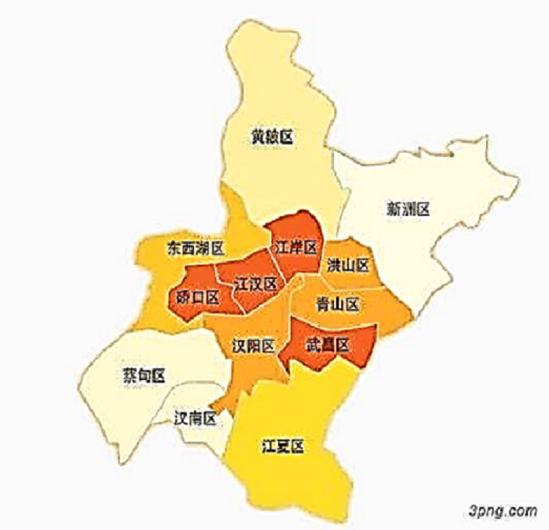 黄陂区
新洲区
东西湖区
江岸区
洪山区
江汉区
硚口区
青山区
汉阳区
武昌区
蔡甸区
汉南区
江夏区
3png.com